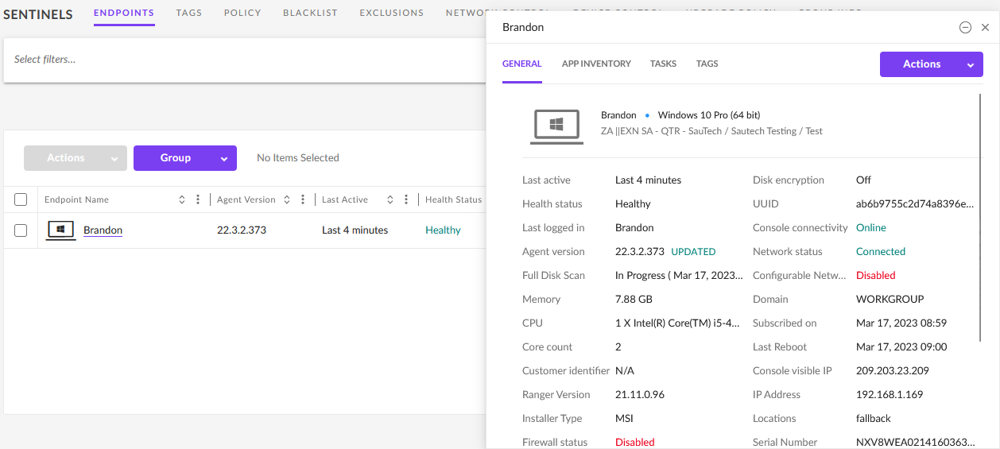 SENTINELS ENDPOINTS TAGS POLICY BLACKLIST EXCLUSIONS
Select filters...
Actions Group No Items Selected
Endpoint Name Agent Version Last Active Health Status
Brandon 22.3.2.373 Last 4 minutes Healthy
Brandon
GENERAL APP INVENTORY TASKS TAGS Actions
Brandon • Windows 10 Pro (64 bit)
ZA ||EXN SA - QTR - SauTech / Sautech Testing / Test
Last active Last 4 minutes Disk encryption Off
Health status Healthy UUID ab6b9755c2d74a8396e...
Last logged in Brandon Console connectivity Online
Agent version 22.3.2.373 UPDATED Network status Connected
Full Disk Scan In Progress ( Mar 17, 2023... Configurable Netw... Disabled
Memory 7.88 GB Domain WORKGROUP
CPU 1 X Intel(R) Core(TM) i5-4... Subscribed on Mar 17, 2023 08:59
Core count 2 Last Reboot Mar 17, 2023 09:00
Customer identifier N/A Console visible IP 209.203.23.209
Ranger Version 21.11.0.96 IP Address 192.168.1.169
Installer Type MSI Locations fallback
Firewall status Disabled Serial Number NXV8WEA0214160363...